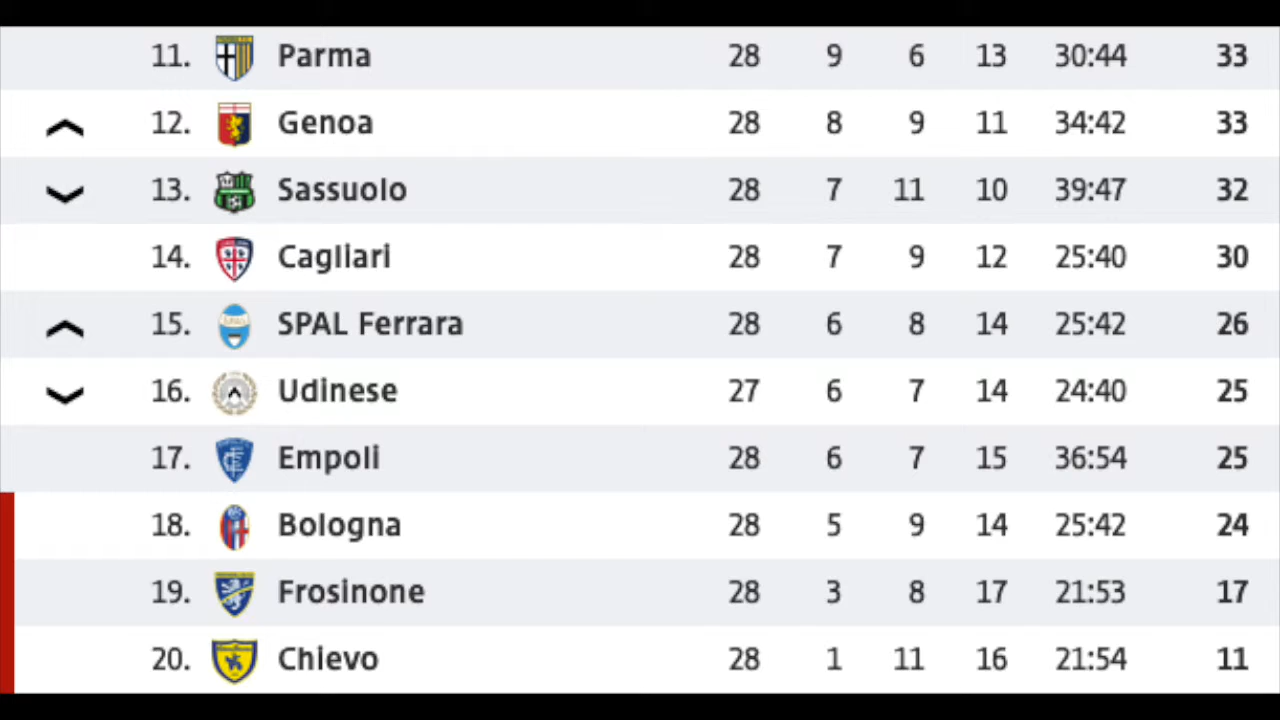 11. Parma 28 9 6 13 30:44 33
12. Genoa 28 8 9 11 34:42 33
13. Sassuolo 28 7 11 10 39:47 32
14. Cagliari 28 7 9 12 25:40 30
15. SPAL Ferrara 28 6 8 14 25:42 26
16. Udinese 27 6 7 14 24:40 25
17. Empoli 28 6 7 15 36:54 25
18. Bologna 28 5 9 14 25:42 24
19. Frosinone 28 3 8 17 21:53 17
20. Chievo 28 1 11 16 21:54 11